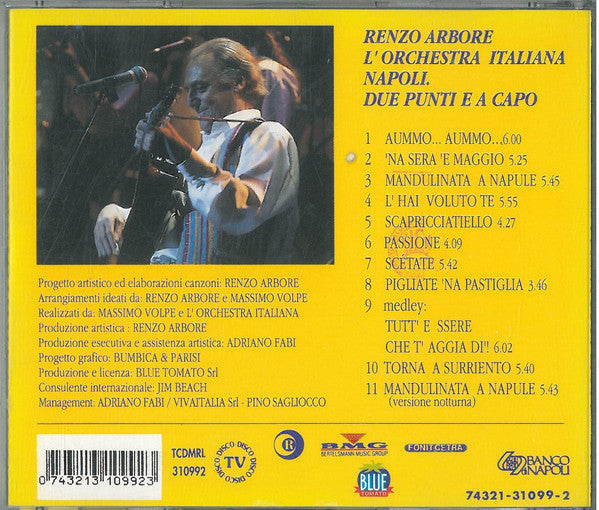 RENZO ARBORE
L' ORCHESTRA ITALIANA
NAPOLI.
DUE PUNTI E A CAPO
1 AUMMO... AUMMO...6.00
2 'NA SERA 'E MAGGIO 5.25
3 MANDULINATA A NAPULE 5.45
4 L' HAI VOLUTO TE 5.55
5 SCAPRICCIATIELLO 4.27
6 PASSIONE 4.09
7 SCETATE 5.42
8 PIGLIATE 'NA PASTIGLIA 3.46
9 medley:
TUTT' E SSERE
CHE T' AGGIA DI'! 6.02
10 TORNA A SURRIENTO 5.40
11 MANDULINATA A NAPULE 5.43
(versione notturna)
Progetto artistico ed elaborazioni canzoni: RENZO ARBORE
Arrangiamenti ideati da: RENZO ARBORE e MASSIMO VOLPE
Realizzati da: MASSIMO VOLPE e L' ORCHESTRA ITALIANA
Produzione artistica : RENZO ARBORE
Produzione esecutiva e assistenza artistica: ADRIANO FABI
Progetto grafico: BUMBICA & PARISI
Produzione e licenza: BLUE TOMATO Srl
Consulente internazionale: JIM BEACH
Management: ADRIANO FABI / VIVAITALIA Srl - PINO SAGLIOCCO
0 743213 109923
TCDMRL
310992
DISCO DISCO DISCO DISCO DISCO DISCO
TV
R
BMG
BERTELSMANN MUSIC GROUP
BLUE
TOMATO
FONIT CETRA
BANCO
di NAPOLI
74321-31099-2